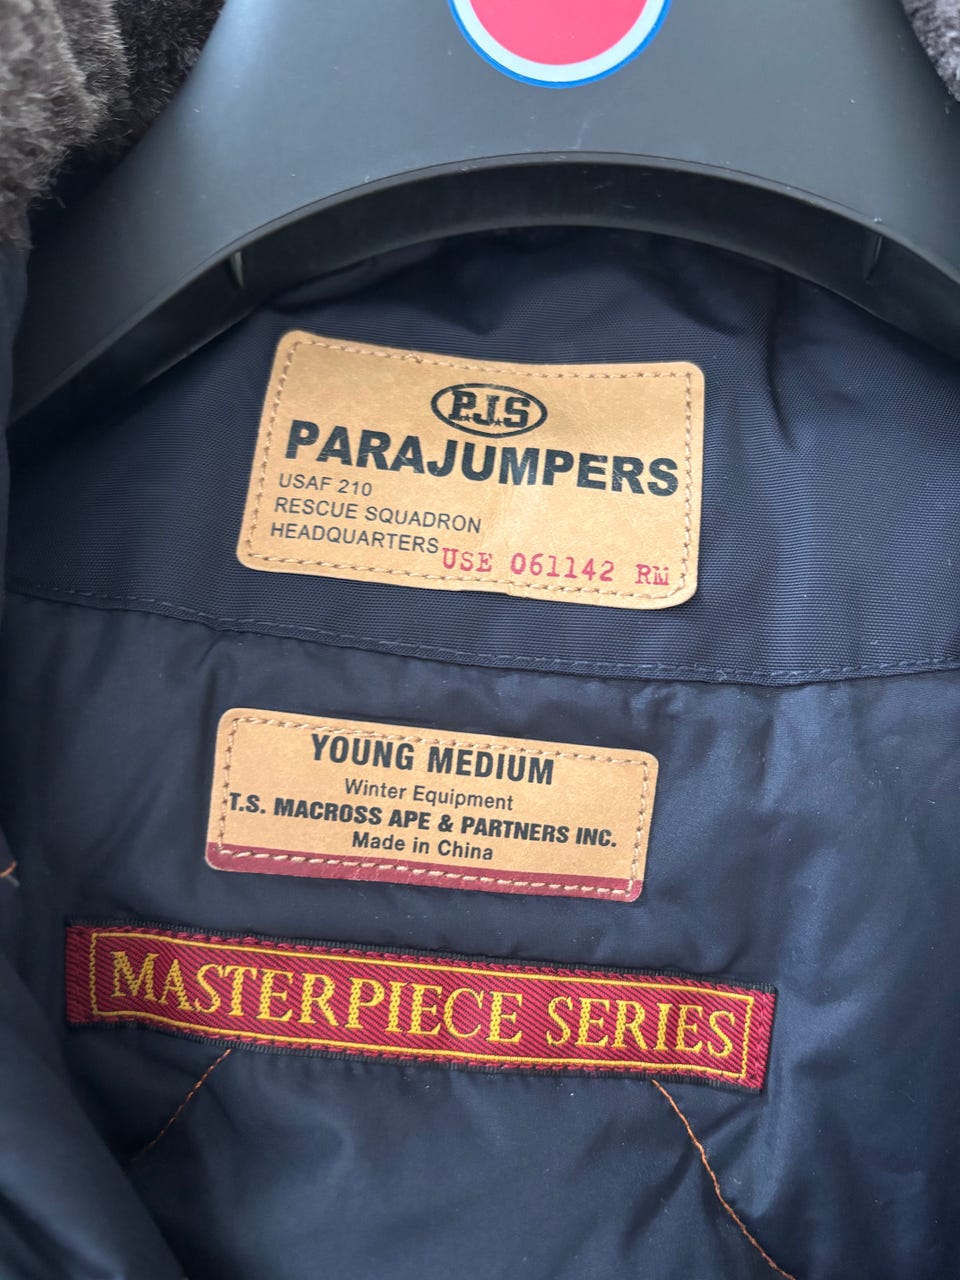 P.J.S
PARAJUMPERS
USAF 210
RESCUE SQUADRON
HEADQUARTERS USE 061142 RM
YOUNG MEDIUM
Winter Equipment
T.S. MACROSS APE & PARTNERS INC.
Made in China
MASTERPIECE SERIES